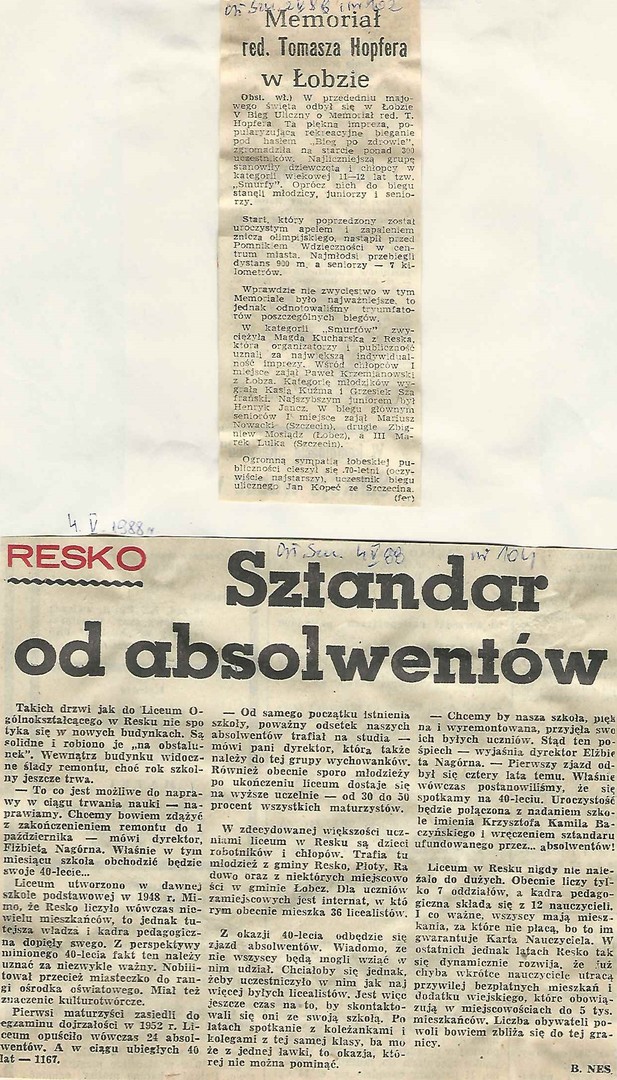 Memoriał
red. Tomasza Hopfera
w Łobzie
Obsł. wł.) W przededniu majo-
wego święta odbył się w Łobzie
V Bieg Uliczny o Memoriał red. T.
Hopfera Ta piękna impreza, po-
pularyzująca rekreacyjne bieganie
pod hasłem „Bieg po zdrowie”,
zgromadziła na starcie ponad 300
uczestników. Najliczniejszą grupę
stanowiły dziewczęta i chłopcy w
kategorii wiekowej 11—12 lat tzw.
„Smurfy”. Oprócz nich do biegu
stanęli młodzicy, juniorzy i senio-
rzy.
Start, który poprzedzony został
uroczystym apelem i zapaleniem
znicza olimpijskiego, nastąpił przed
Pomnikiem Wdzięczności w cen-
trum miasta. Najmłodsi przebiegli
dystans 900 m, a seniorzy — 7 ki-
lometrów.
Wprawdzie nie zwycięstwo w tym
Memoriale było najważniejsze, to
jednak odnotowaliśmy tryumfato-
rów poszczególnych biegów.
W kategorii „Smurfów” zwy-
ciężyła Magda Kucharska z Reska,
którą organizatorzy i publiczność
uznali za największą indywidual-
ność imprezy. Wśród chłopców I
miejsce zajął Paweł Krzemianowski
z Łobza. Kategorię młodzików wy-
grała Kasia Kuźma i Grzesiek Sza
frański. Najszybszym juniorem był
Henryk Jancz. W biegu głównym
seniorów I miejsce zajął Mariusz
Nowacki (Szczecin), drugie Zbig-
niew Mosiądz (Łobez), a III Ma-
rek Lulka (Szczecin).
Ogromną sympatią łobeskiej pu-
bliczności cieszył się 70-letni (oczy-
wiście najstarszy), uczestnik biegu
ulicznego Jan Kopeć ze Szczecina.
(fer)
4. V. 1988 r.
Gł Szcz. 4 V 88 nr 104
RESKO
Sztandar
od absolwentów
Takich drzwi jak do Liceum O-
gólnokształcącego w Resku nie spo
tyka się w nowych budynkach. Są
solidne i robiono je „na obstalu-
nek”. Wewnątrz budynku widocz-
ne ślady remontu, choć rok szkol-
ny jeszcze trwa.
— To co jest możliwe do napra-
wy w ciągu trwania nauki — na-
prawiamy. Chcemy bowiem zdążyć
z zakończeniem remontu do 1
października — mówi dyrektor,
Elżbieta Nagórna. Właśnie w tym
miesiącu szkoła obchodzić będzie
swoje 40-lecie...
Liceum utworzono w dawnej
szkole podstawowej w 1948 r. Mi-
mo, że Resko liczyło wówczas nie-
wielu mieszkańców, to jednak tu-
tejsza władza i kadra pedagogicz-
na dopięły swego. Z perspektywy
minionego 40-lecia fakt ten należy
uznać za niezwykle ważny. Nobili-
tował przecież miasteczko do ran-
gi ośrodka oświatowego. Miał też
znaczenie kulturotwórcze.
Pierwsi maturzyści zasiedli do
egzaminu dojrzałości w 1952 r. Li-
ceum opuściło wówczas 24 absol-
wentów. A w ciągu ubiegłych 40
lat — 1167.
— Od samego początku istnienia
szkoły, poważny odsetek naszych
absolwentów trafiał na studia —
mówi pani dyrektor, która także
należy do tej grupy wychowanków.
Również obecnie sporo młodzieży
po ukończeniu liceum dostaje się
na wyższe uczelnie — od 30 do 50
procent wszystkich maturzystów.
W zdecydowanej większości ucz-
niami liceum w Resku są dzieci
robotników i chłopów. Trafia tu
młodzież z gminy Resko, Płoty, Ra
dowo oraz z niektórych miejscowo
ści w gminie Łobez. Dla uczniów
zamiejscowych jest internat, w któ
rym obecnie mieszka 36 licealistów.
Z okazji 40-lecia odbędzie się
zjazd absolwentów. Wiadomo, że
nie wszyscy będą mogli wziąć w
nim udział. Chciałoby się jednak,
żeby uczestniczyło w nim jak naj
więcej byłych licealistów. Jest więc
jeszcze czas na to, by skontakto-
wali się oni ze swoją szkołą. Po
latach spotkanie z koleżankami i
kolegami z tej samej klasy, ba mo
że z jednej ławki, to okazja, któ-
rej nie można pominąć.
— Chcemy by nasza szkoła, pięk
na i wyremontowana, przyjęła swo
ich byłych uczniów. Stąd ten po-
śpiech — wyjaśnia dyrektor Elżbie
ta Nagórna. — Pierwszy zjazd od-
był się cztery lata temu. Właśnie
wówczas postanowiliśmy, że się
spotkamy na 40-leciu. Uroczystość
będzie połączona z nadaniem szko-
le imienia Krzysztofa Kamila Ba-
czyńskiego i wręczeniem sztandaru
ufundowanego przez... absolwentów!
Liceum w Resku nigdy nie nale-
żało do dużych. Obecnie liczy tyl-
ko 7 oddziałów, a kadra pedago-
giczna składa się z 12 nauczycieli.
I co ważne, wszyscy mają miesz-
kania, za które nie płacą, bo to im
gwarantuje Karta Nauczyciela. W
ostatnich jednak latach Resko tak
się dynamicznie rozwija, że już
chyba wkrótce nauczyciele utracą
przywilej bezpłatnych mieszkań i
dodatku wiejskiego, które obowią-
zują w miejscowościach do 5 tys.
mieszkańców. Liczba obywateli po-
woli bowiem zbliża się do tej gra-
nicy.
B. NES